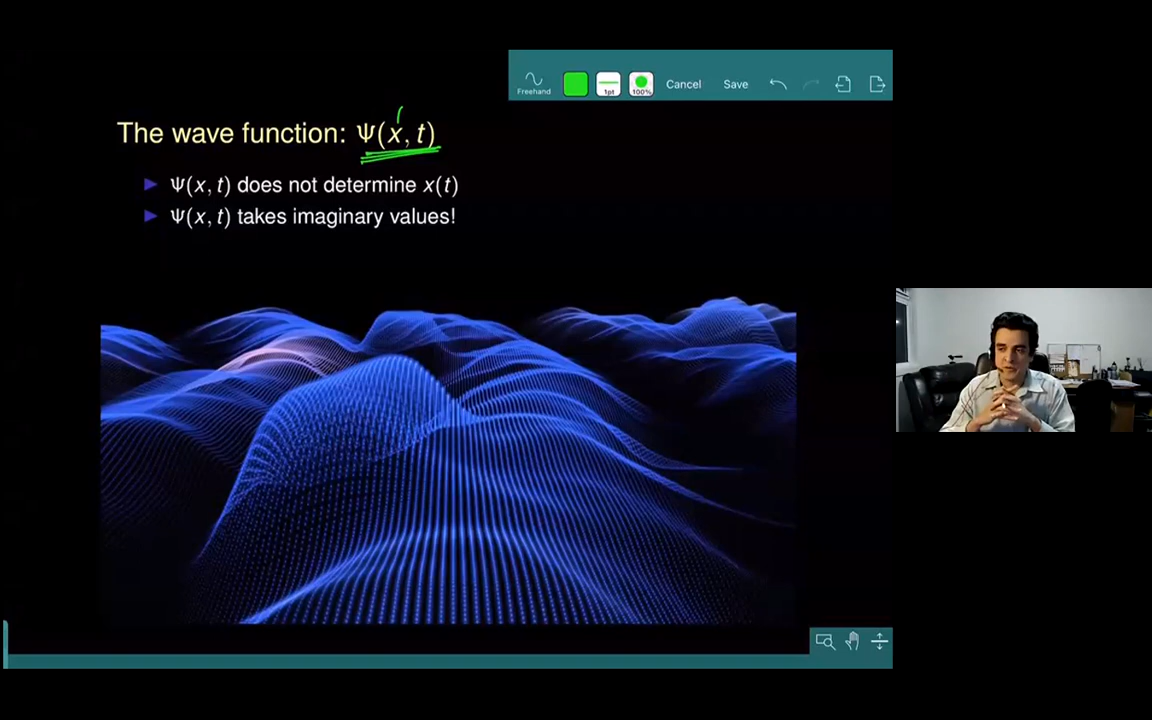 Freehand
1pt
100%
Cancel
Save
The wave function: Ψ(x, t)
▶ Ψ(x, t) does not determine x(t)
▶ Ψ(x, t) takes imaginary values!